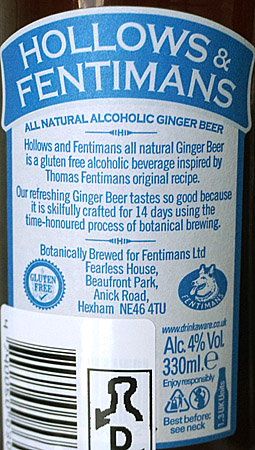 HOLLOWS &
FENTIMANS
ALL NATURAL ALCOHOLIC GINGER BEER
Hollows and Fentimans all natural Ginger Beer
is a gluten free alcoholic beverage inspired by
Thomas Fentimans original recipe.
Our refreshing Ginger Beer tastes so good because
it is skilfully crafted for 14 days using the
time-honoured process of botanical brewing.
Botanically Brewed for Fentimans Ltd
Fearless House,
Beaufront Park,
Anick Road,
Hexham NE46 4TU
GLUTEN
FREE
FENTIMANS
www.drinkaware.co.uk
Alc. 4% Vol.
330ml.e
Enjoy responsibly
Best before:
see neck
1.3 UK Units
D